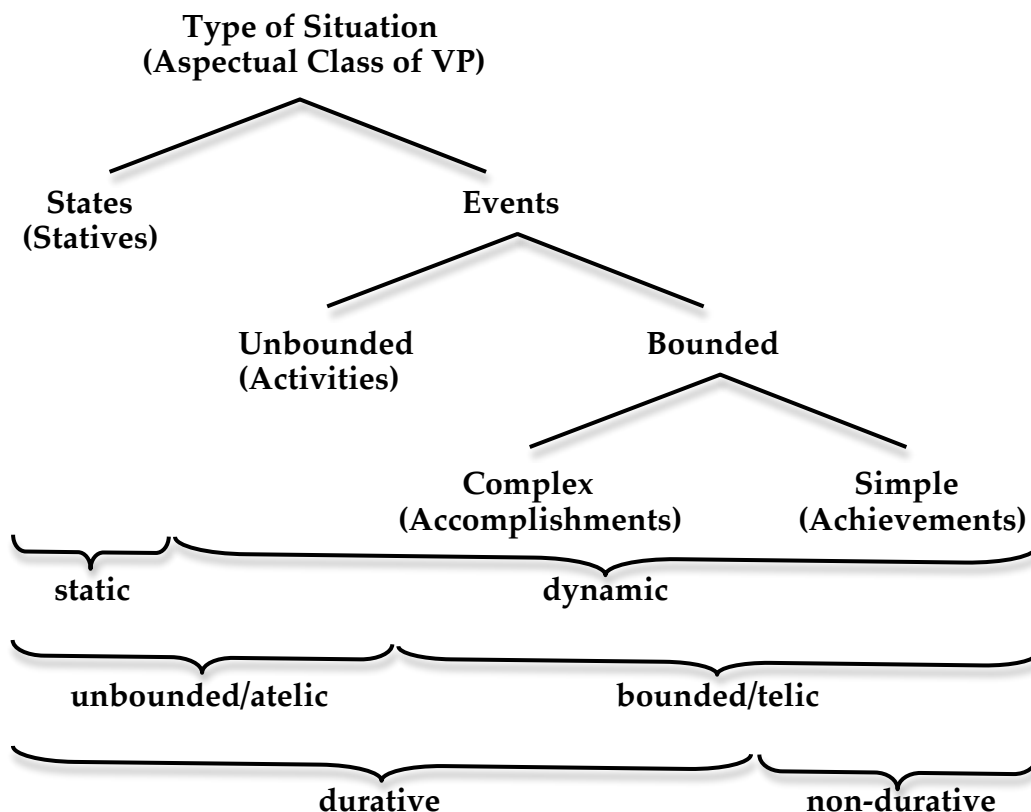 Type of Situation
(Aspectual Class of VP)
States
(Statives)
Events
Unbounded
(Activities)
Bounded
Complex
(Accomplishments)
Simple
(Achievements)
static
dynamic
unbounded/atelic
bounded/telic
durative
non-durative